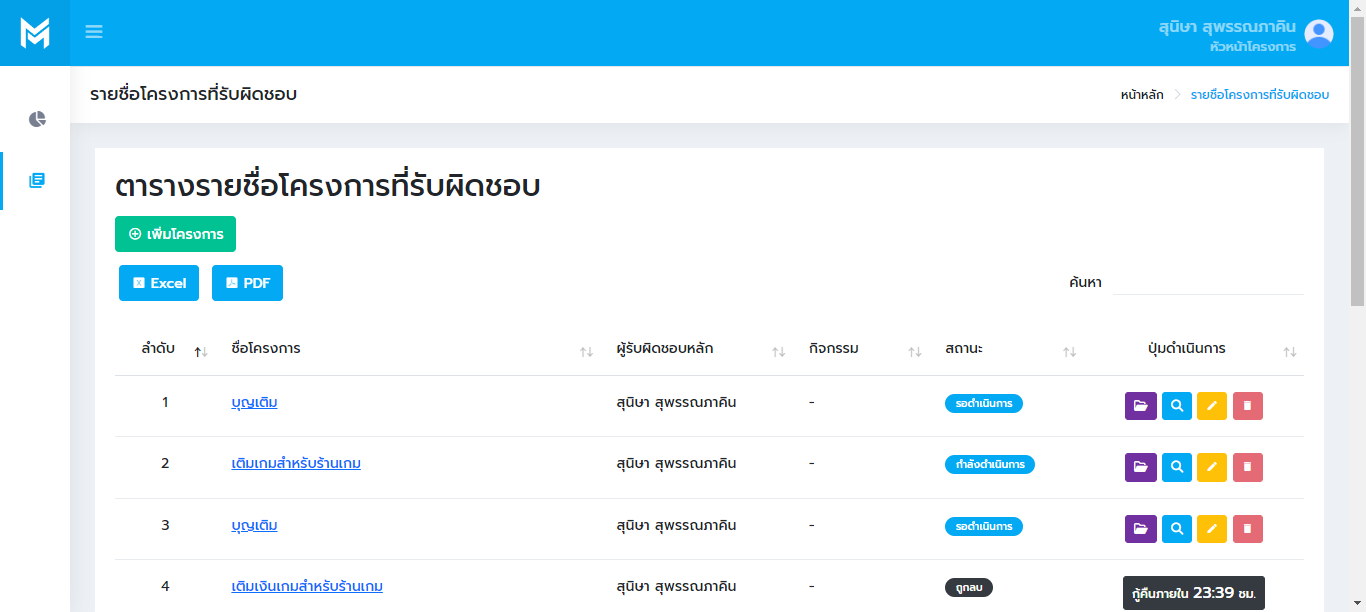 สุนิษา สุพรรณภาคิน
หัวหน้าโครงการ
รายชื่อโครงการที่รับผิดชอบ
หน้าหลัก รายชื่อโครงการที่รับผิดชอบ
ตารางรายชื่อโครงการที่รับผิดชอบ
เพิ่มโครงการ
Excel PDF ค้นหา
ลำดับ ชื่อโครงการ ผู้รับผิดชอบหลัก กิจกรรม สถานะ ปุ่มดำเนินการ
1 บุญเติม สุนิษา สุพรรณภาคิน - รอดำเนินการ
2 เติมเกมสำหรับร้านเกม สุนิษา สุพรรณภาคิน - กำลังดำเนินการ
3 บุญเติม สุนิษา สุพรรณภาคิน - รอดำเนินการ
4 เติมเงินเกมสำหรับร้านเกม สุนิษา สุพรรณภาคิน - ถูกลบ กู้คืนภายใน 23:39 ชม.